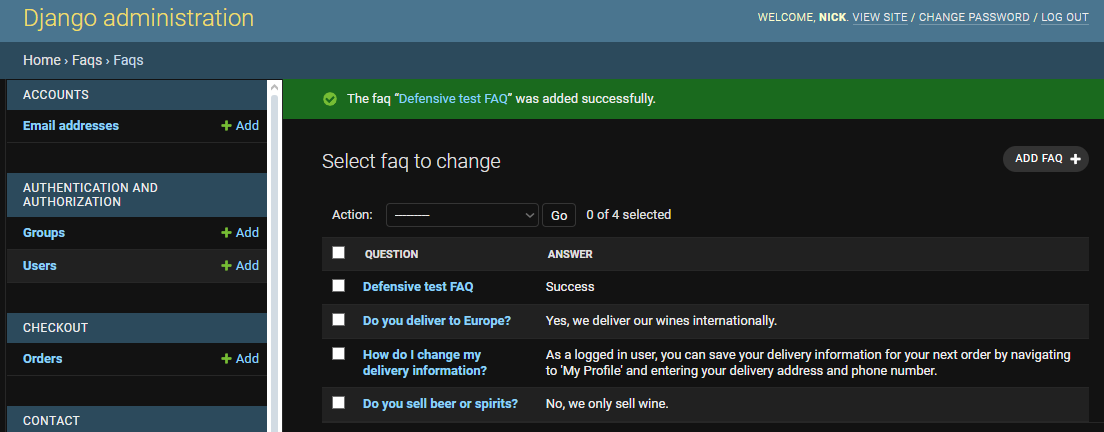 Django administration
WELCOME, NICK. VIEW SITE / CHANGE PASSWORD / LOG OUT
Home › Faqs › Faqs
ACCOUNTS
Email addresses + Add
AUTHENTICATION AND
AUTHORIZATION
Groups + Add
Users + Add
CHECKOUT
Orders + Add
CONTACT
The faq “Defensive test FAQ” was added successfully.
Select faq to change
ADD FAQ +
Action: --------- Go 0 of 4 selected
QUESTION ANSWER
Defensive test FAQ Success
Do you deliver to Europe? Yes, we deliver our wines internationally.
How do I change my
delivery information?
As a logged in user, you can save your delivery information for your next order by navigating
to 'My Profile' and entering your delivery address and phone number.
Do you sell beer or spirits? No, we only sell wine.